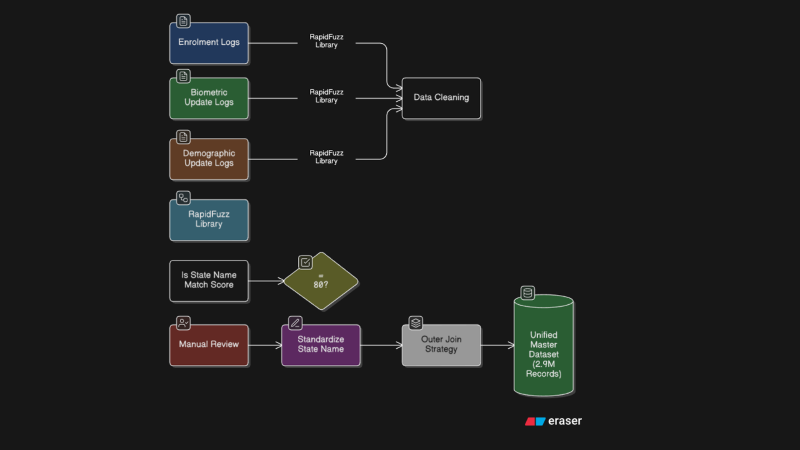 Enrolment Logs
RapidFuzz
Library
Biometric
Update Logs
RapidFuzz
Library
Data Cleaning
Demographic
Update Logs
RapidFuzz
Library
RapidFuzz
Library
Is State Name
Match Score
=
80?
Manual Review
Standardize
State Name
Outer Join
Strategy
Unified
Master
Dataset
(2.9M
Records)
eraser